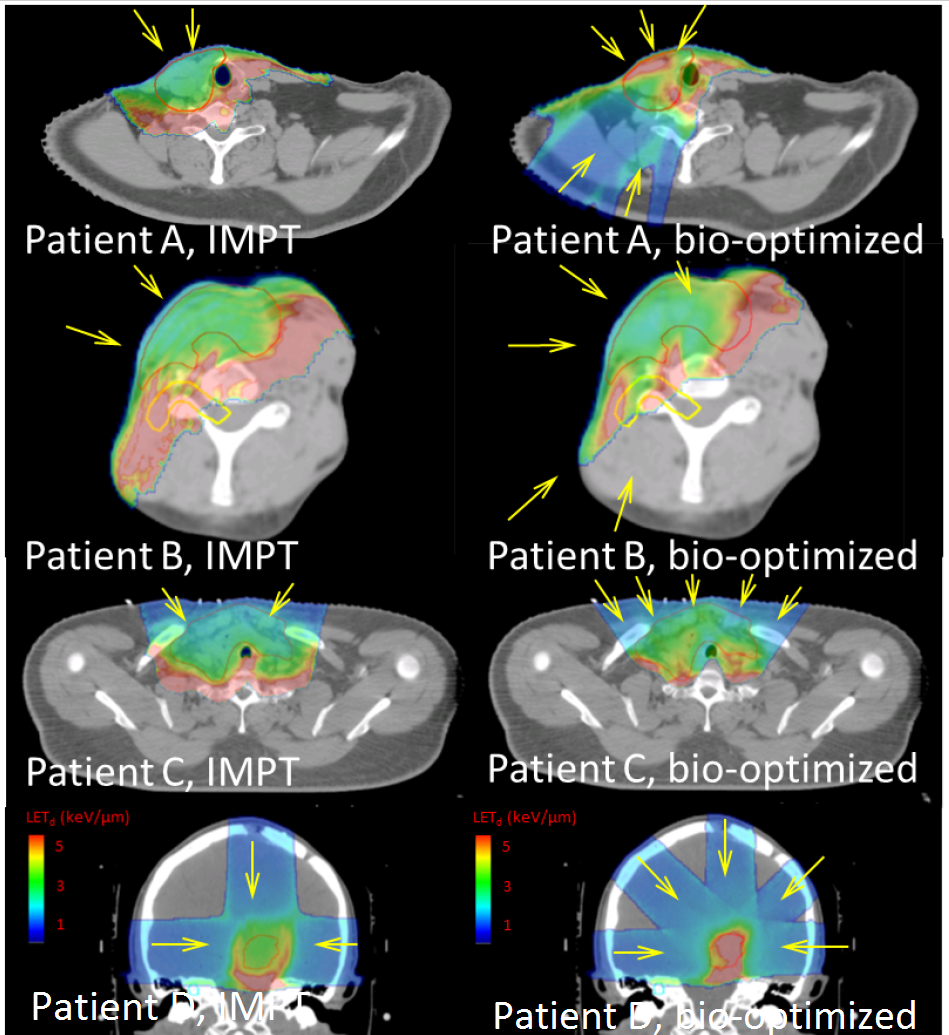 Patient A, IMPT
Patient A, bio-optimized
Patient B, IMPT
Patient B, bio-optimized
Patient C, IMPT
Patient C, bio-optimized
LETd (keV/μm)
5
3
1
LETd (keV/μm)
5
3
1
Patient D, IMPT
Patient D, bio-optimized